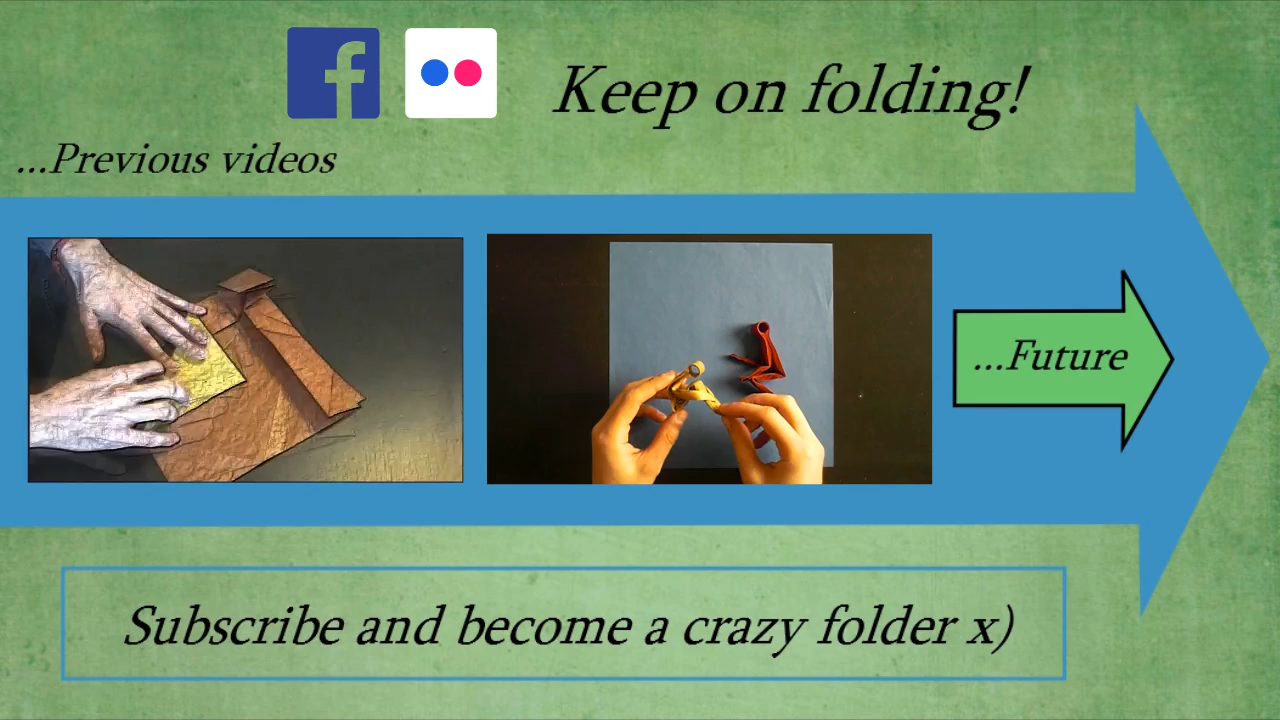 Keep on folding!
...Previous videos
...Future
Subscribe and become a crazy folder x)